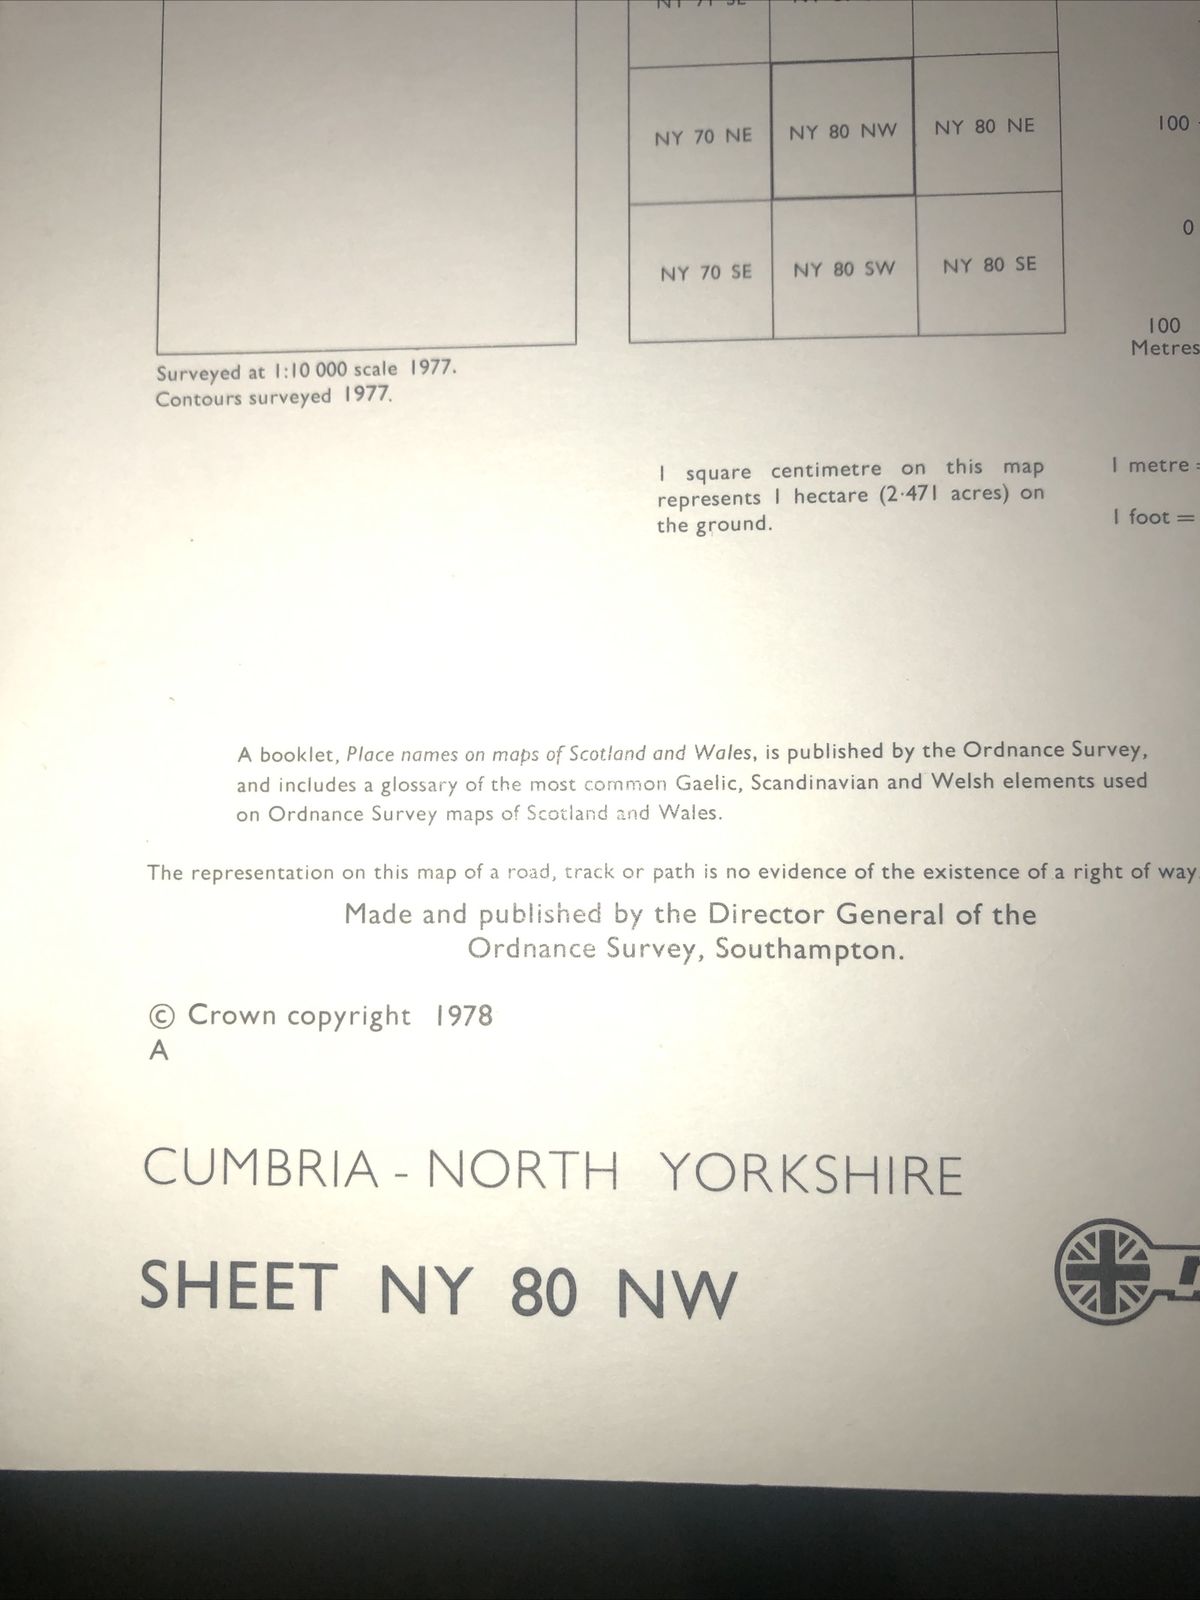 NY 70 NE NY 80 NW NY 80 NE
NY 70 SE NY 80 SW NY 80 SE
100
0
100
Metres
Surveyed at 1:10 000 scale 1977.
Contours surveyed 1977.
1 square centimetre on this map
represents 1 hectare (2·471 acres) on
the ground.
1 metre =
1 foot =
A booklet, Place names on maps of Scotland and Wales, is published by the Ordnance Survey,
and includes a glossary of the most common Gaelic, Scandinavian and Welsh elements used
on Ordnance Survey maps of Scotland and Wales.
The representation on this map of a road, track or path is no evidence of the existence of a right of way
Made and published by the Director General of the
Ordnance Survey, Southampton.
© Crown copyright 1978
A
CUMBRIA - NORTH YORKSHIRE
SHEET NY 80 NW